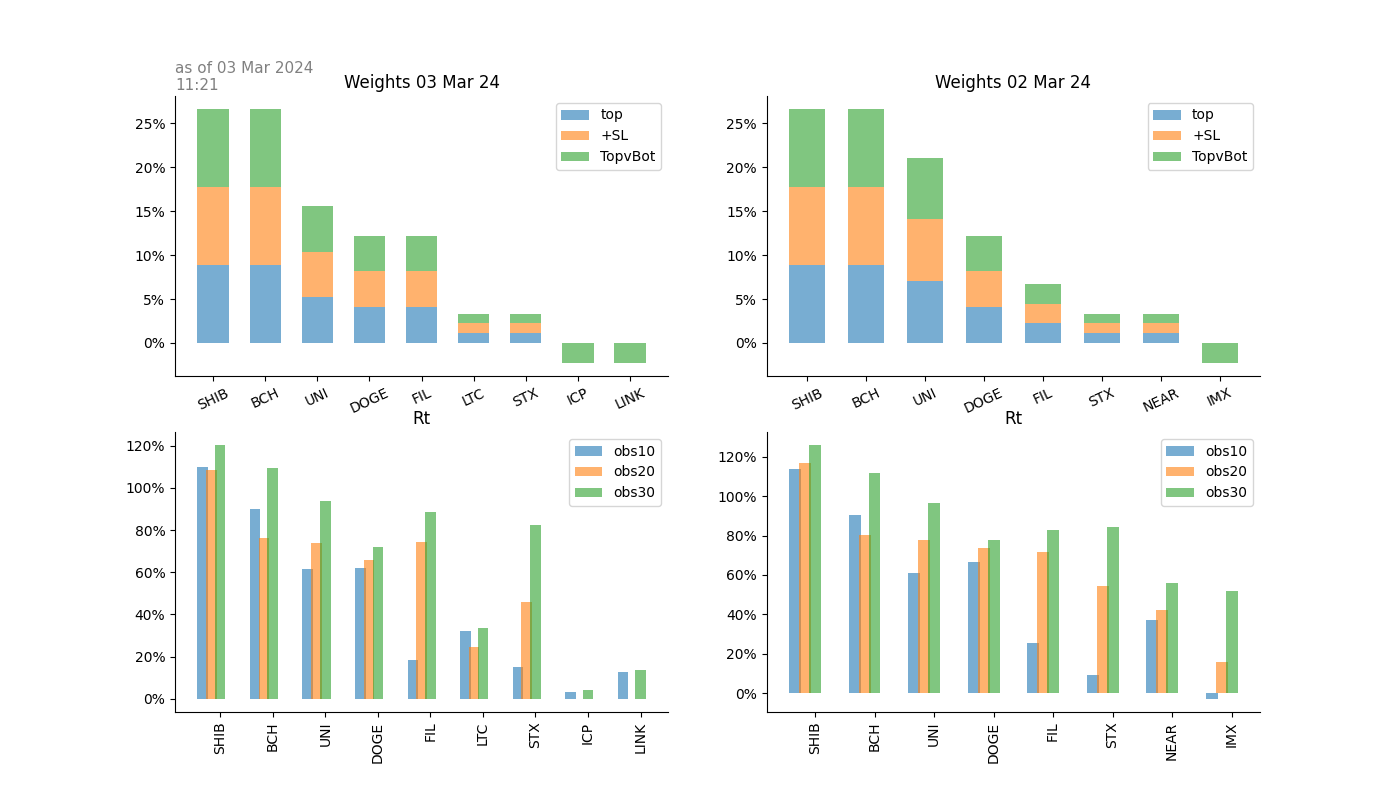 as of 03 Mar 2024
11:21
Weights 03 Mar 24
25%
20%
15%
10%
5%
0%
top
+SL
TopvBot
SHIB BCH UNI DOGE FIL LTC STX ICP LINK
Weights 02 Mar 24
25%
20%
15%
10%
5%
0%
top
+SL
TopvBot
SHIB BCH UNI DOGE FIL STX NEAR IMX
Rt
120%
100%
80%
60%
40%
20%
0%
obs10
obs20
obs30
SHIB BCH UNI DOGE FIL LTC STX ICP LINK
Rt
120%
100%
80%
60%
40%
20%
0%
obs10
obs20
obs30
SHIB BCH UNI DOGE FIL STX NEAR IMX